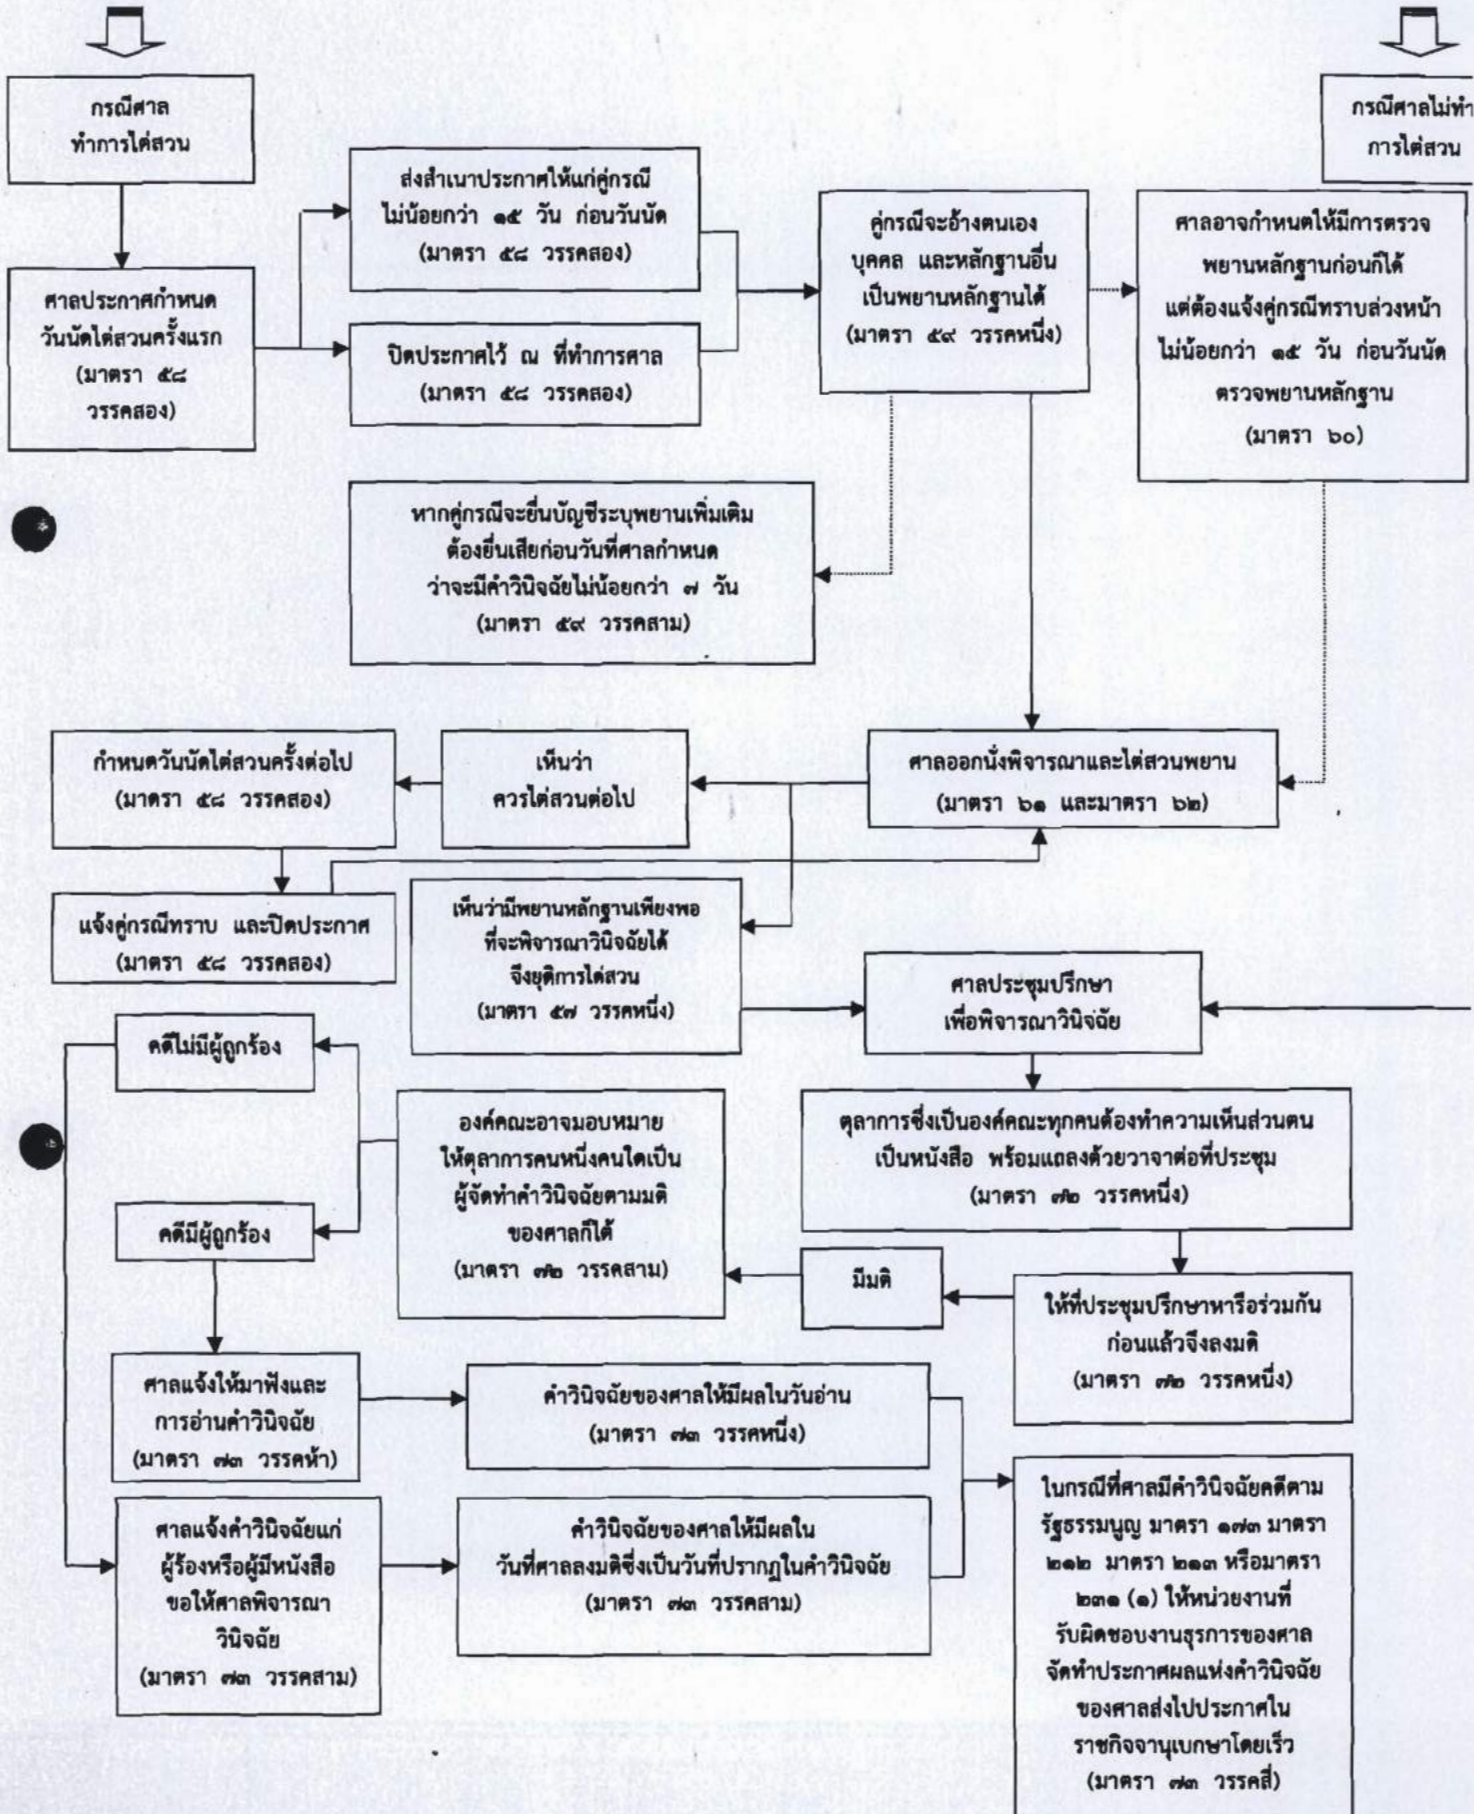 กรณีศาล
ทำการไต่สวน
กรณีศาลไม่ทำ
การไต่สวน
ศาลประกาศกำหนด
วันนัดไต่สวนครั้งแรก
(มาตรา ๕๘
วรรคสอง)
ส่งสำเนาประกาศให้แก่คู่กรณี
ไม่น้อยกว่า ๑๕ วัน ก่อนวันนัด
(มาตรา ๕๘ วรรคสอง)
ปิดประกาศไว้ ณ ที่ทำการศาล
(มาตรา ๕๘ วรรคสอง)
คู่กรณีจะอ้างตนเอง
บุคคล และหลักฐานอื่น
เป็นพยานหลักฐานได้
(มาตรา ๕๙ วรรคหนึ่ง)
ศาลอาจกำหนดให้มีการตรวจ
พยานหลักฐานก่อนก็ได้
แต่ต้องแจ้งคู่กรณีทราบล่วงหน้า
ไม่น้อยกว่า ๑๕ วัน ก่อนวันนัด
ตรวจพยานหลักฐาน
(มาตรา ๖๐)
หากคู่กรณีจะยื่นบัญชีระบุพยานเพิ่มเติม
ต้องยื่นเสียก่อนวันที่ศาลกำหนด
ว่าจะมีคำวินิจฉัยไม่น้อยกว่า ๗ วัน
(มาตรา ๕๙ วรรคสาม)
กำหนดวันนัดไต่สวนครั้งต่อไป
(มาตรา ๕๘ วรรคสอง)
เห็นว่า
ควรไต่สวนต่อไป
ศาลออกนั่งพิจารณาและไต่สวนพยาน
(มาตรา ๖๑ และมาตรา ๖๒)
แจ้งคู่กรณีทราบ และปิดประกาศ
(มาตรา ๕๘ วรรคสอง)
เห็นว่ามีพยานหลักฐานเพียงพอ
ที่จะพิจารณาวินิจฉัยได้
จึงยุติการไต่สวน
(มาตรา ๕๗ วรรคหนึ่ง)
ศาลประชุมปรึกษา
เพื่อพิจารณาวินิจฉัย
คดีไม่มีผู้ถูกร้อง
องค์คณะอาจมอบหมาย
ให้ตุลาการคนหนึ่งคนใดเป็น
ผู้จัดทำคำวินิจฉัยตามมติ
ของศาลก็ได้
(มาตรา ๗๒ วรรคสาม)
ตุลาการซึ่งเป็นองค์คณะทุกคนต้องทำความเห็นส่วนตน
เป็นหนังสือ พร้อมแถลงด้วยวาจาต่อที่ประชุม
(มาตรา ๗๒ วรรคหนึ่ง)
คดีมีผู้ถูกร้อง
มีมติ
ให้ที่ประชุมปรึกษาหารือร่วมกัน
ก่อนแล้วจึงลงมติ
(มาตรา ๗๒ วรรคหนึ่ง)
ศาลแจ้งให้มาฟังและ
การอ่านคำวินิจฉัย
(มาตรา ๗๓ วรรคห้า)
คำวินิจฉัยของศาลให้มีผลในวันอ่าน
(มาตรา ๗๓ วรรคหนึ่ง)
ศาลแจ้งคำวินิจฉัยแก่
ผู้ร้องหรือผู้มีหนังสือ
ขอให้ศาลพิจารณา
วินิจฉัย
(มาตรา ๗๓ วรรคสาม)
คำวินิจฉัยของศาลให้มีผลใน
วันที่ศาลลงมติซึ่งเป็นวันที่ปรากฏในคำวินิจฉัย
(มาตรา ๗๓ วรรคสาม)
ในกรณีที่ศาลมีคำวินิจฉัยคดีตาม
รัฐธรรมนูญ มาตรา ๑๗๓ มาตรา
๒๑๒ มาตรา ๒๑๓ หรือมาตรา
๒๓๑ (๑) ให้หน่วยงานที่
รับผิดชอบงานธุรการของศาล
จัดทำประกาศผลแห่งคำวินิจฉัย
ของศาลส่งไปประกาศใน
ราชกิจจานุเบกษาโดยเร็ว
(มาตรา ๗๓ วรรคสี่)